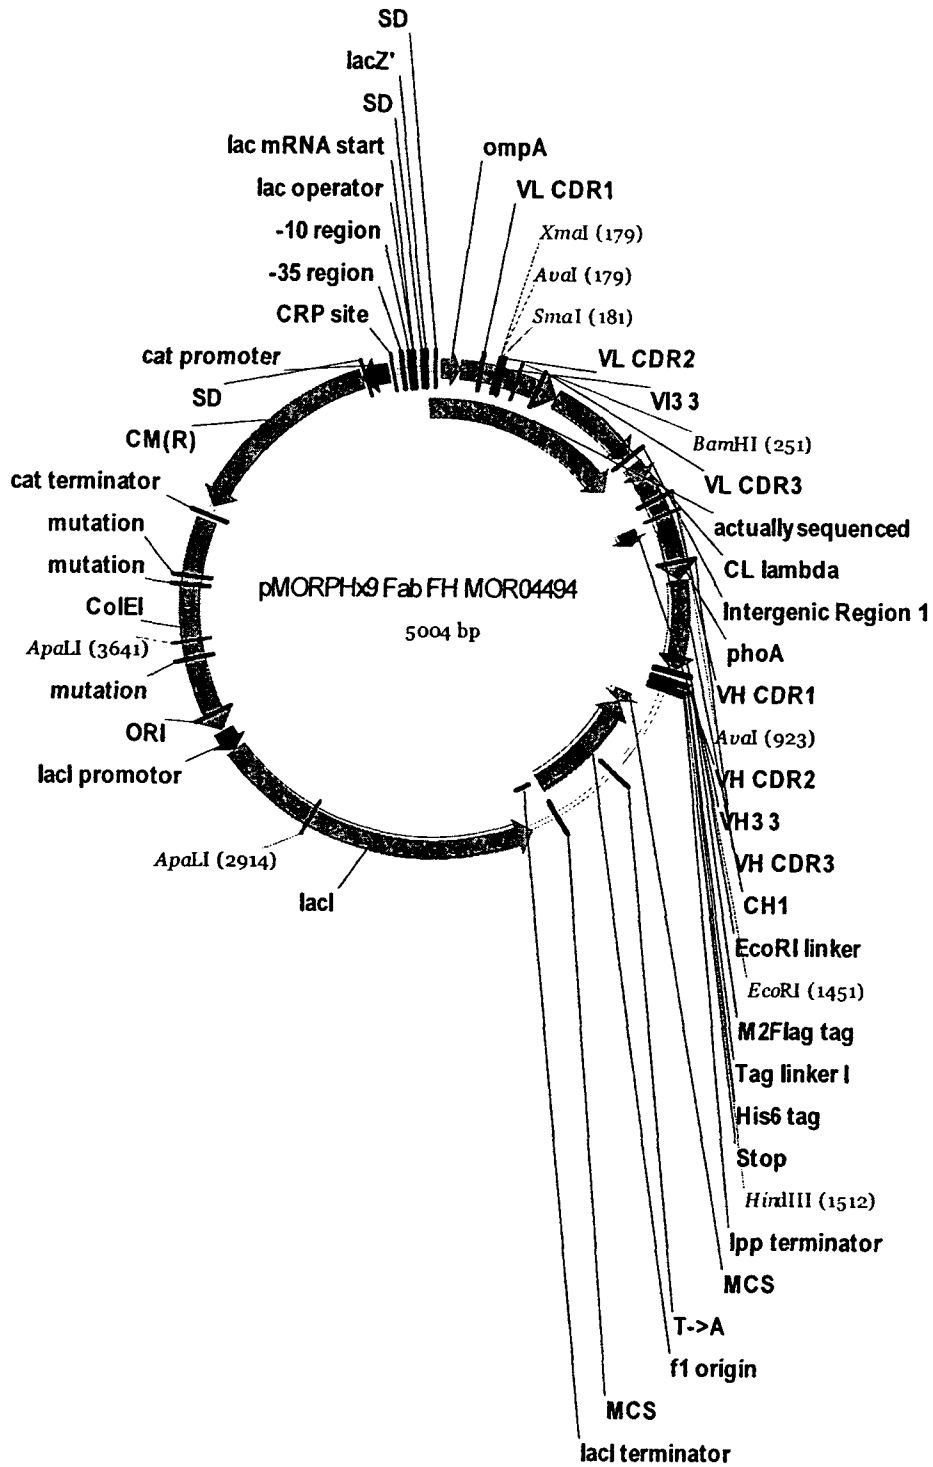 SD
lacZ'
SD
lac mRNA start
lac operator
-10 region
-35 region
CRP site
cat promoter
SD
CM(R)
cat terminator
mutation
mutation
ColEI
ApaLI (3641)
mutation
ORI
lacI promotor
ApaLI (2914)
lacI
ompA
VL CDR1
XmaI (179)
AvaI (179)
SmaI (181)
VL CDR2
Vl3 3
BamHI (251)
VL CDR3
actually sequenced
CL lambda
Intergenic Region 1
phoA
VH CDR1
AvaI (923)
VH CDR2
VH3 3
VH CDR3
CH1
EcoRI linker
EcoRI (1451)
M2Flag tag
Tag linker I
His6 tag
Stop
HindIII (1512)
lpp terminator
MCS
T->A
f1 origin
MCS
lacI terminator
pMORPHx9 Fab FH MOR04494
5004 bp